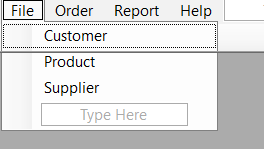 File Order Report Help
Customer
Product
Supplier
Type Here